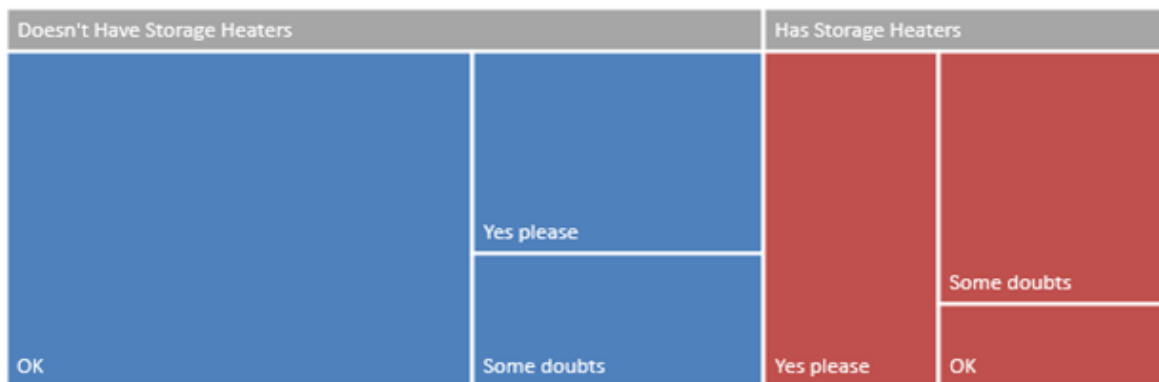 Doesn't Have Storage Heaters
Has Storage Heaters
Yes please
Some doubts
OK
Some doubts
Yes please
OK